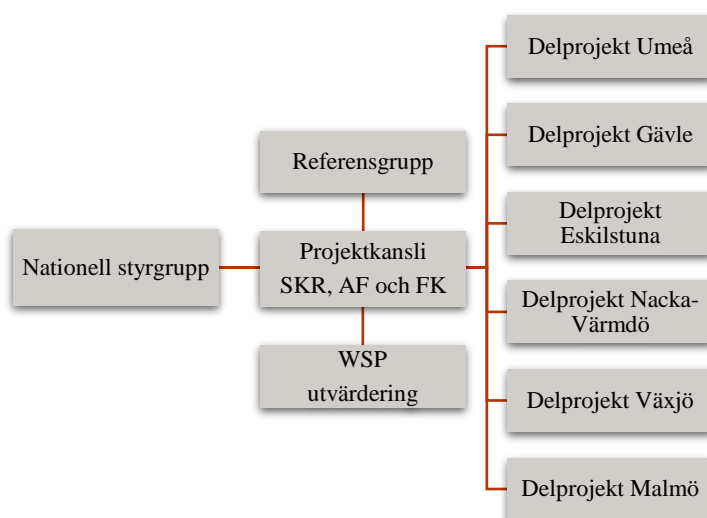 Nationell styrgrupp
Referensgrupp
Projektkansli
SKR, AF och FK
WSP
utvärdering
Delprojekt Umeå
Delprojekt Gävle
Delprojekt
Eskilstuna
Delprojekt Nacka-
Värmdö
Delprojekt Växjö
Delprojekt Malmö